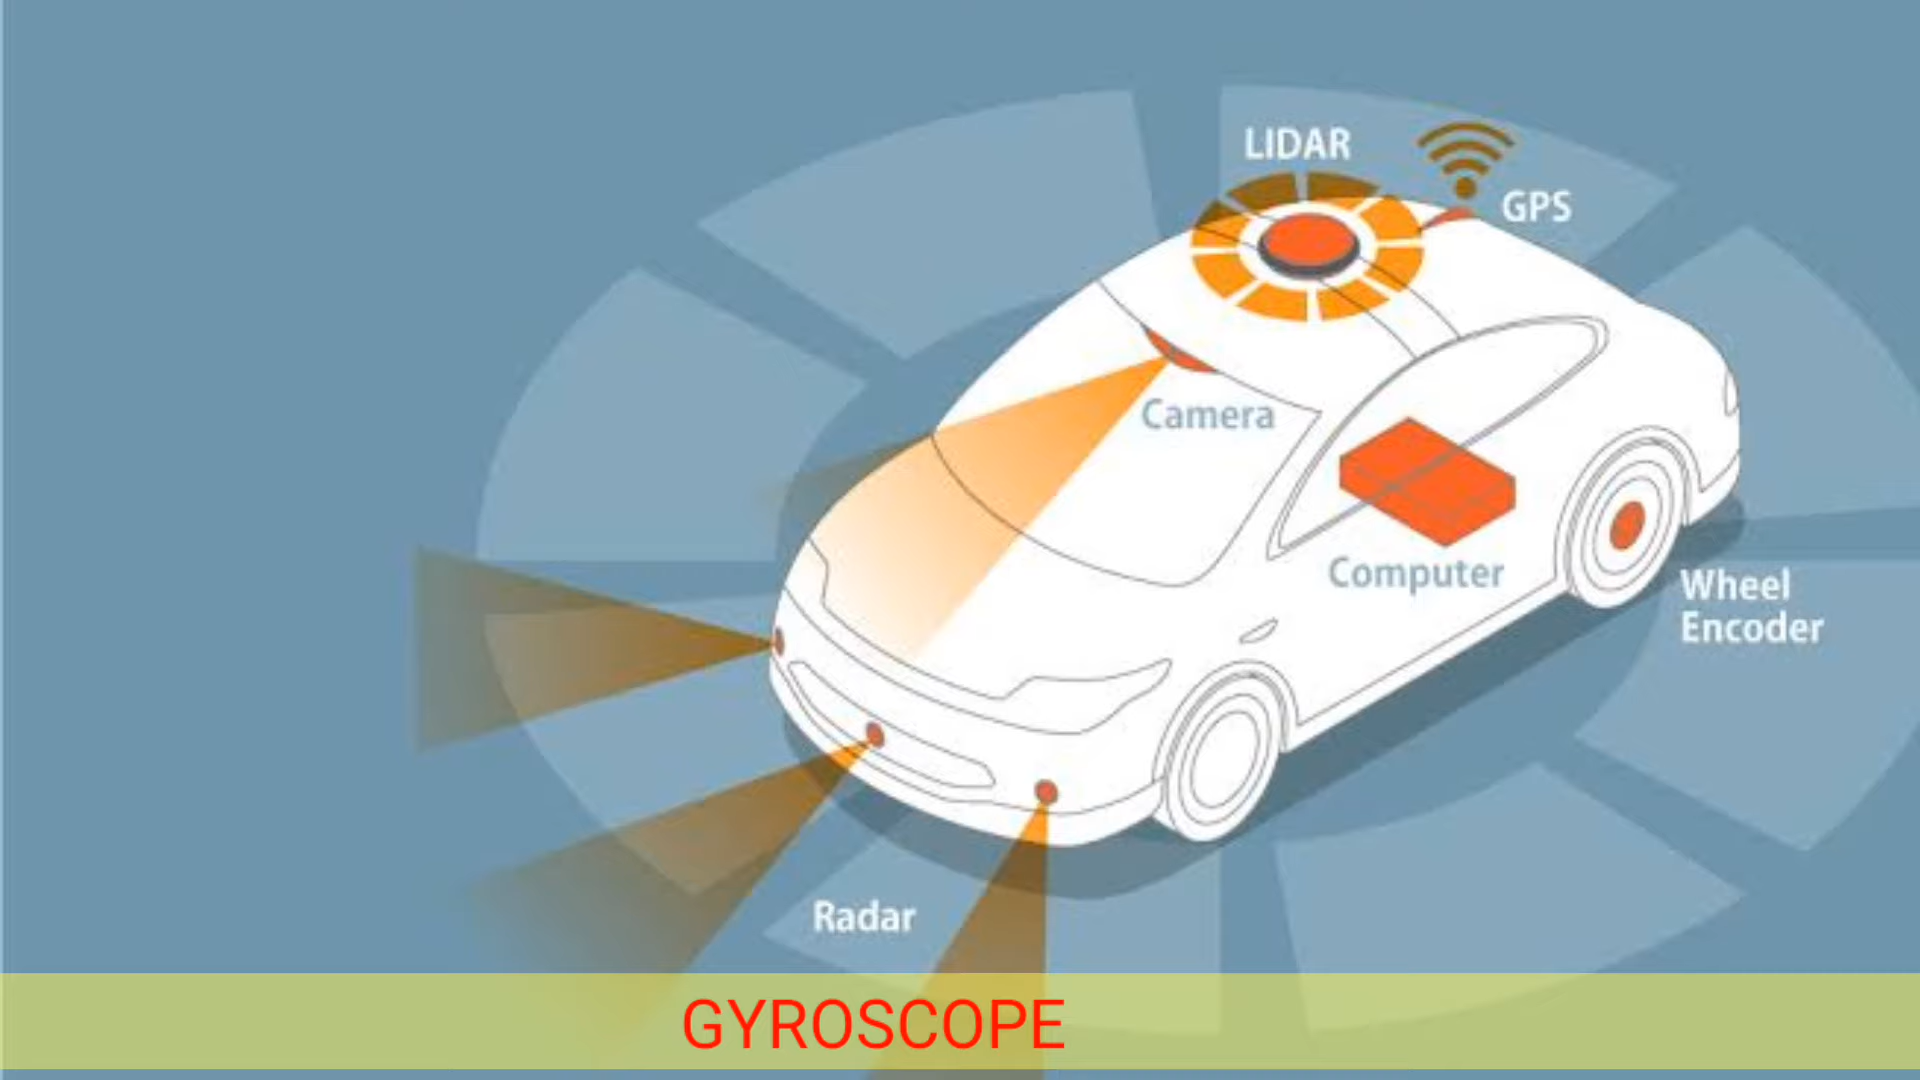 LIDAR
GPS
Camera
Computer
Wheel
Encoder
Radar
GYROSCOPE